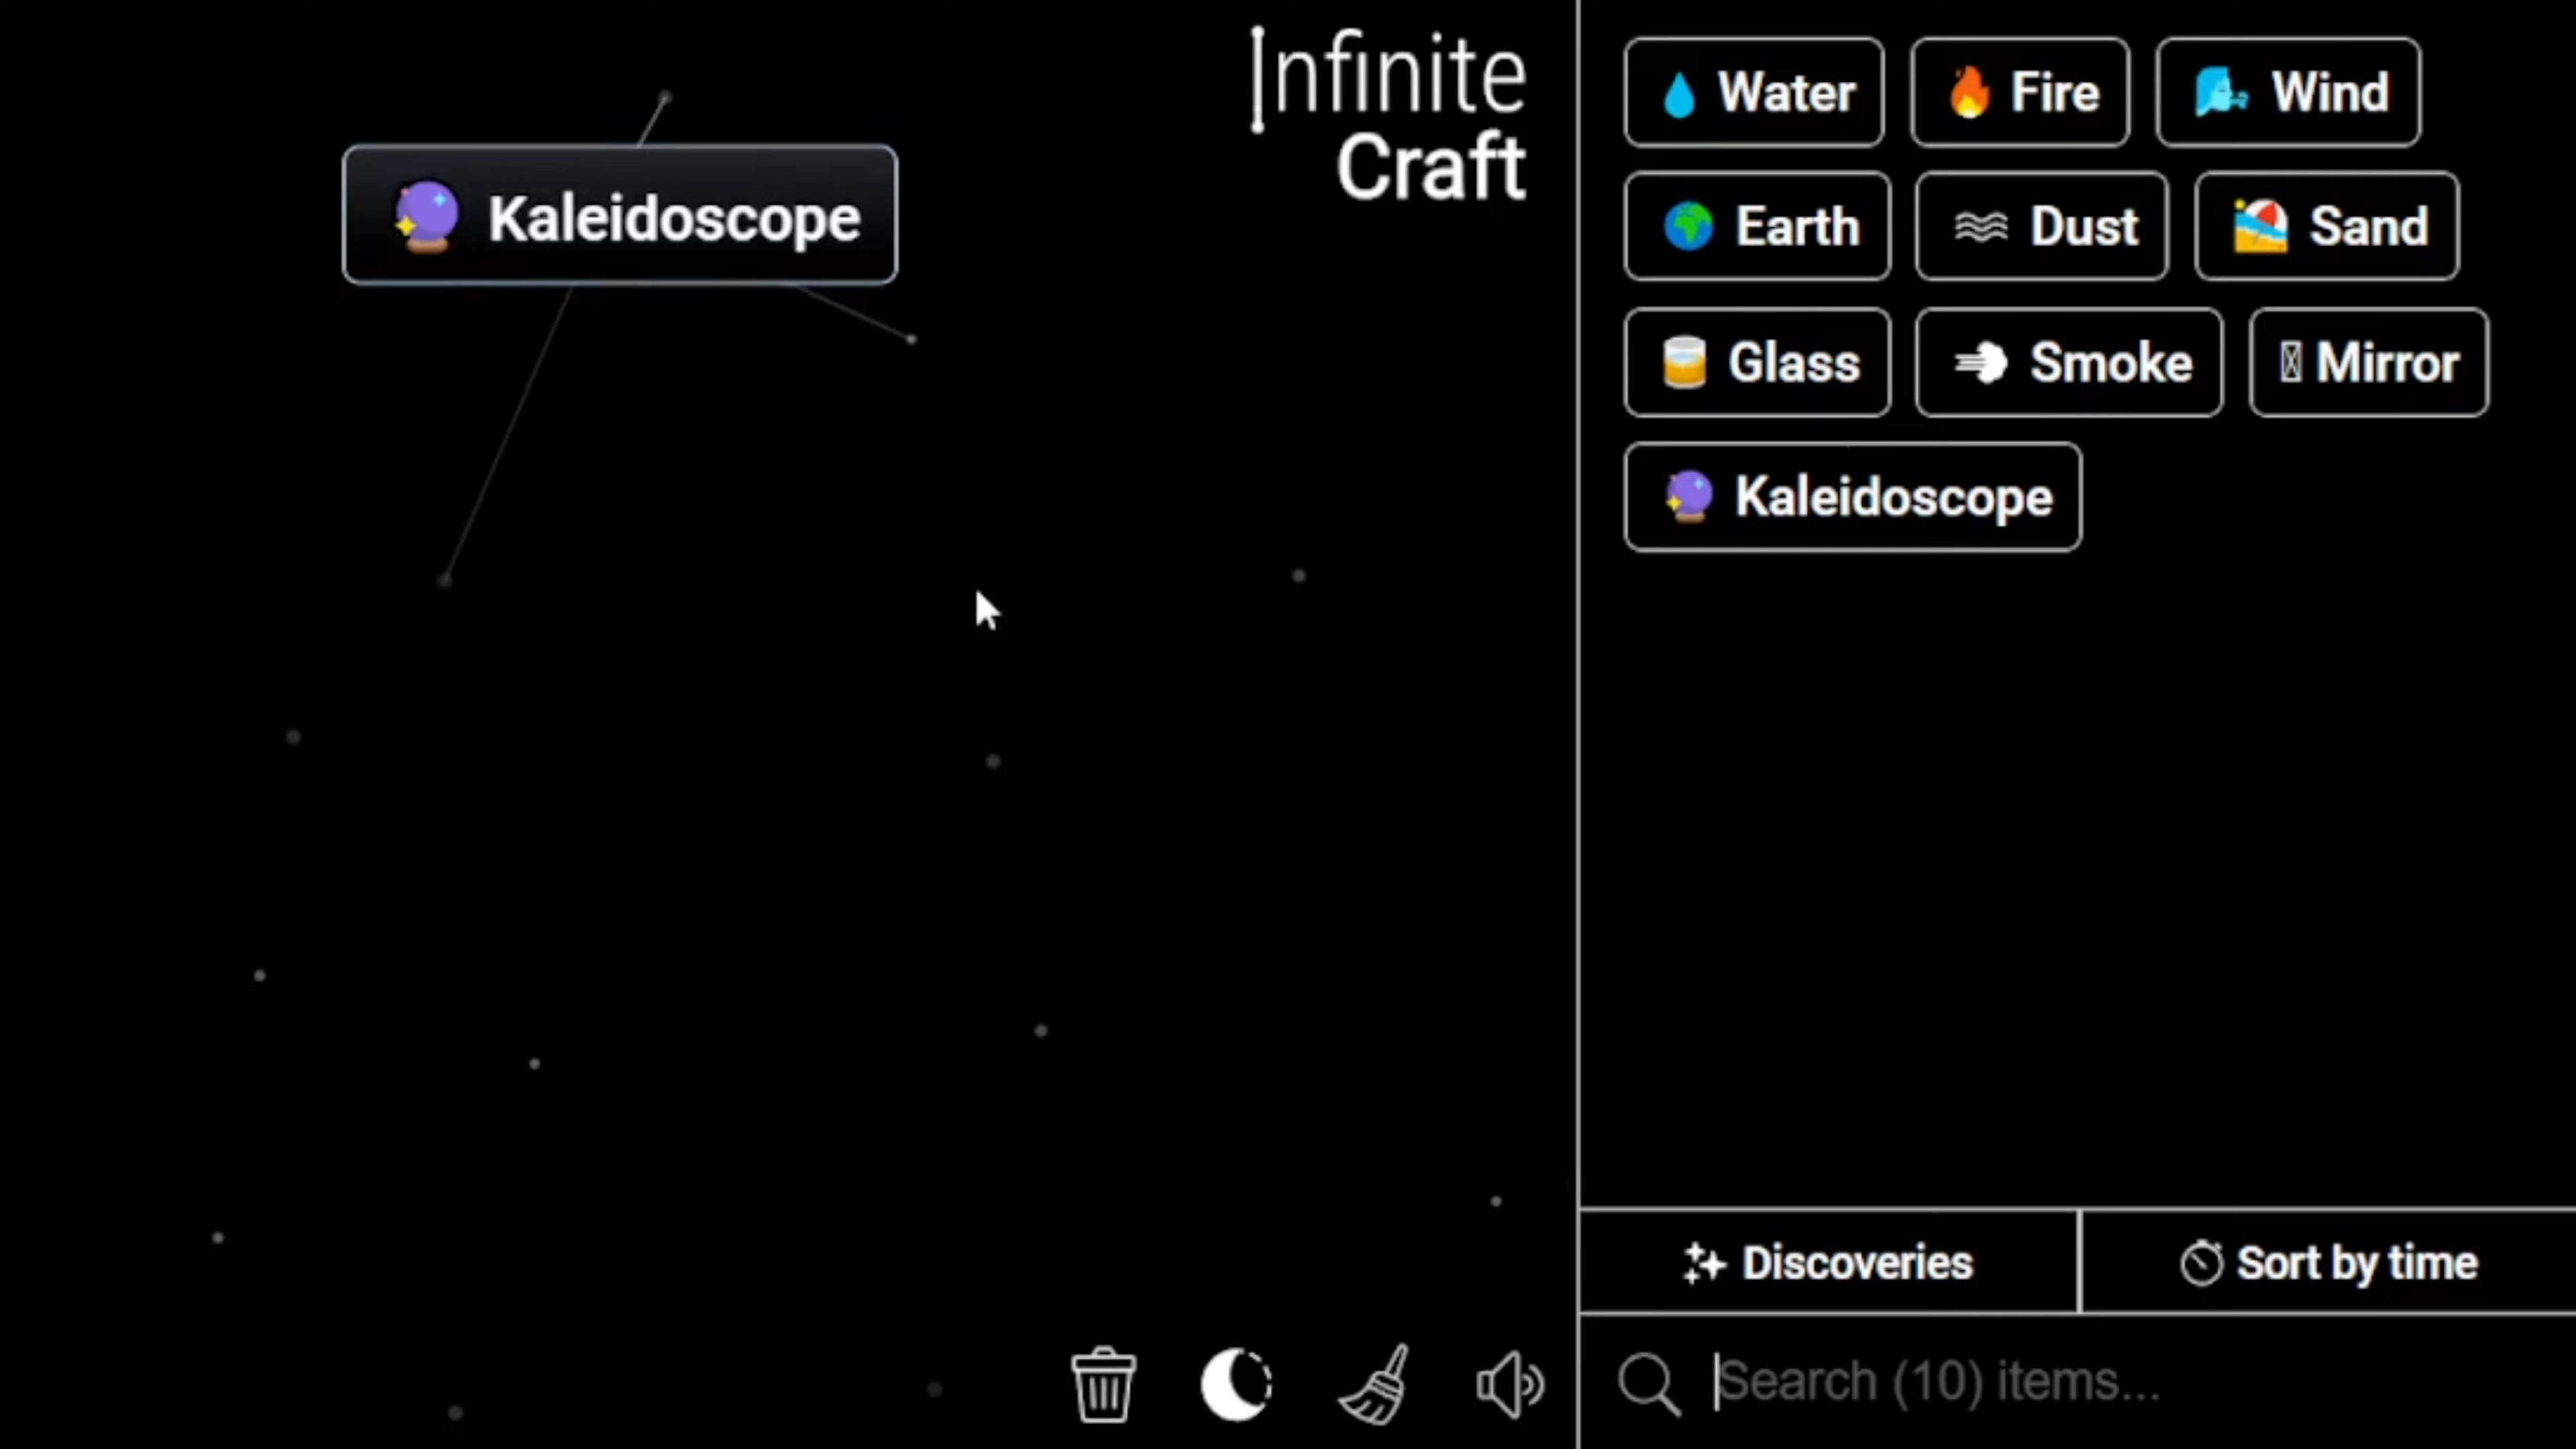 Infinite
Craft
Kaleidoscope
Water Fire Wind
Earth Dust Sand
Glass Smoke Mirror
Kaleidoscope
Discoveries Sort by time
Search (10) items...